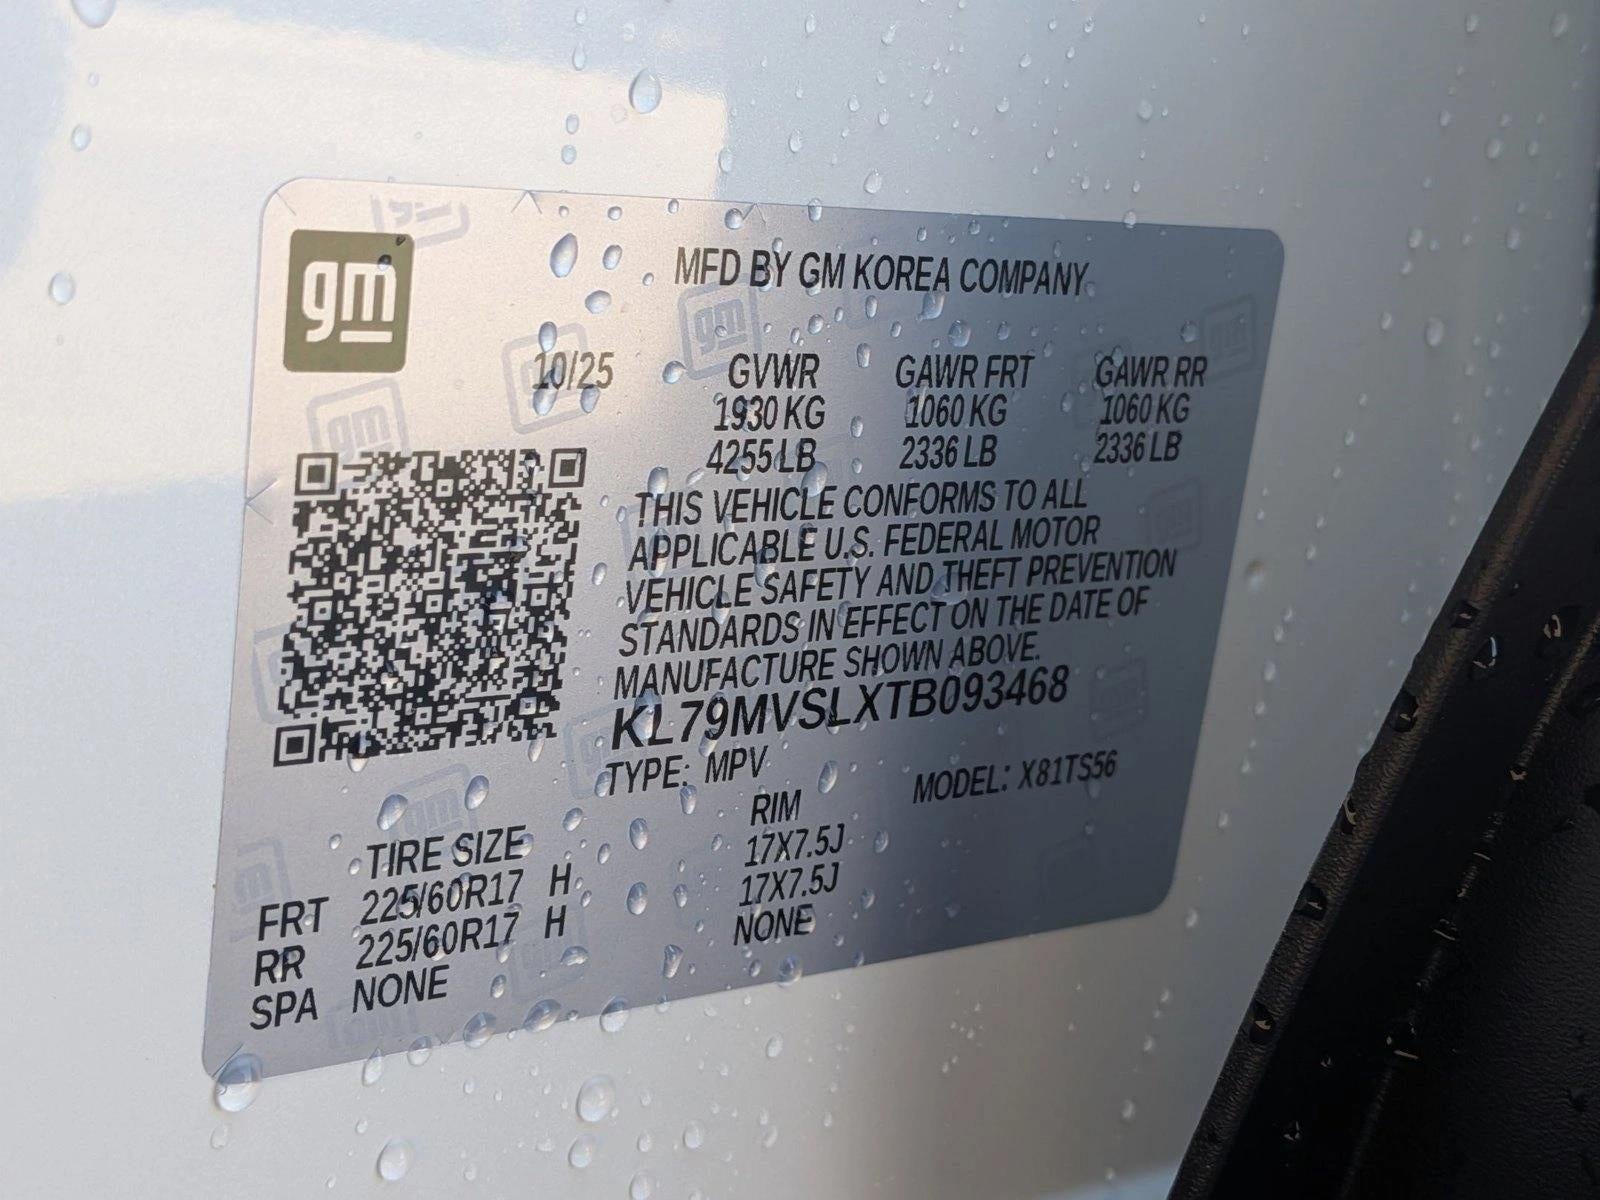 gm
MFD BY GM KOREA COMPANY
10/25 GVWR GAWR FRT GAWR RR
1930 KG 1060 KG 1060 KG
4255 LB 2336 LB 2336 LB
THIS VEHICLE CONFORMS TO ALL
APPLICABLE U.S. FEDERAL MOTOR
VEHICLE SAFETY AND THEFT PREVENTION
STANDARDS IN EFFECT ON THE DATE OF
MANUFACTURE SHOWN ABOVE.
KL79MVSLXTB093468
TYPE: MPV MODEL: X81TS56
TIRE SIZE RIM
FRT 225/60R17 H 17X7.5J
RR 225/60R17 H 17X7.5J
SPA NONE NONE